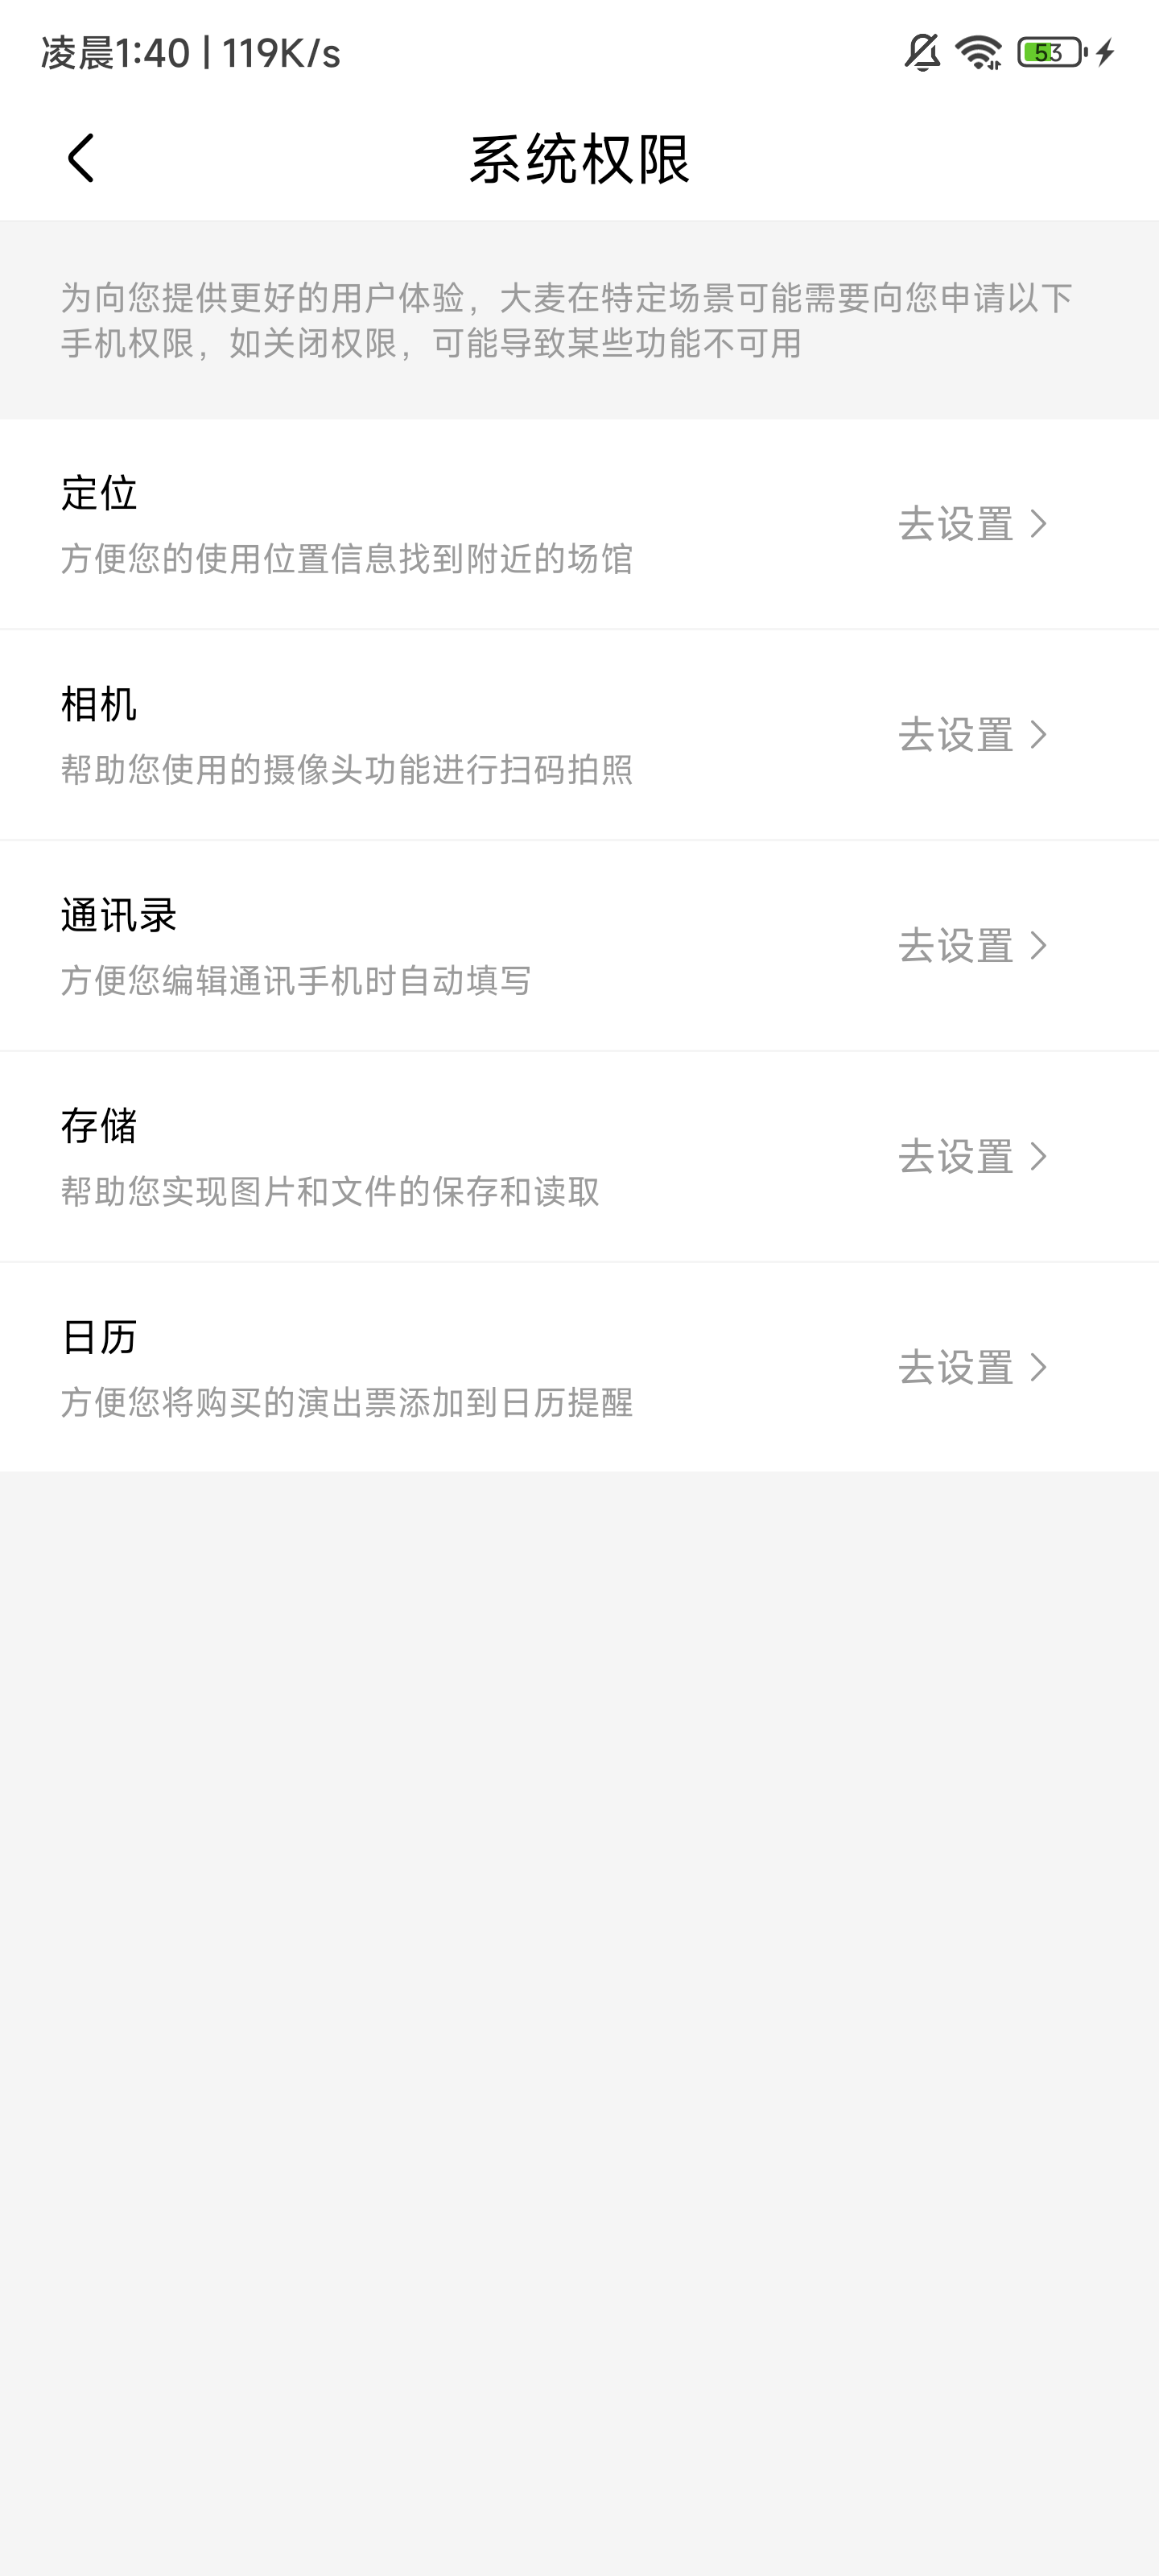 凌晨1:40 | 119K/s
53
系统权限
为向您提供更好的用户体验，大麦在特定场景可能需要向您申请以下
手机权限，如关闭权限，可能导致某些功能不可用
定位
方便您的使用位置信息找到附近的场馆
去设置
相机
帮助您使用的摄像头功能进行扫码拍照
去设置
通讯录
方便您编辑通讯手机时自动填写
去设置
存储
帮助您实现图片和文件的保存和读取
去设置
日历
方便您将购买的演出票添加到日历提醒
去设置